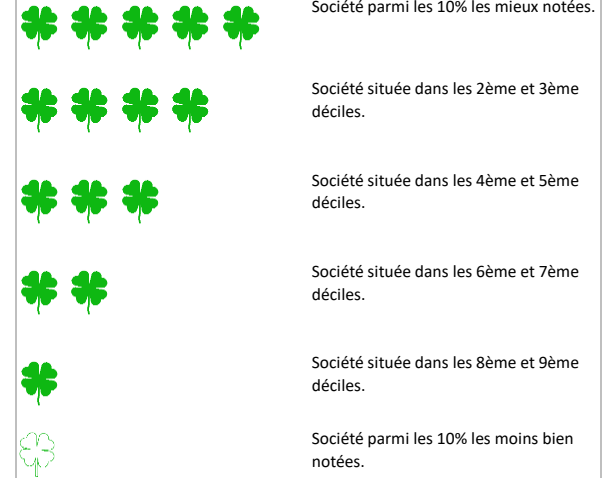 Société parmi les 10% les mieux notées.
Société située dans les 2ème et 3ème
déciles.
Société située dans les 4ème et 5ème
déciles.
Société située dans les 6ème et 7ème
déciles.
Société située dans les 8ème et 9ème
déciles.
Société parmi les 10% les moins bien
notées.